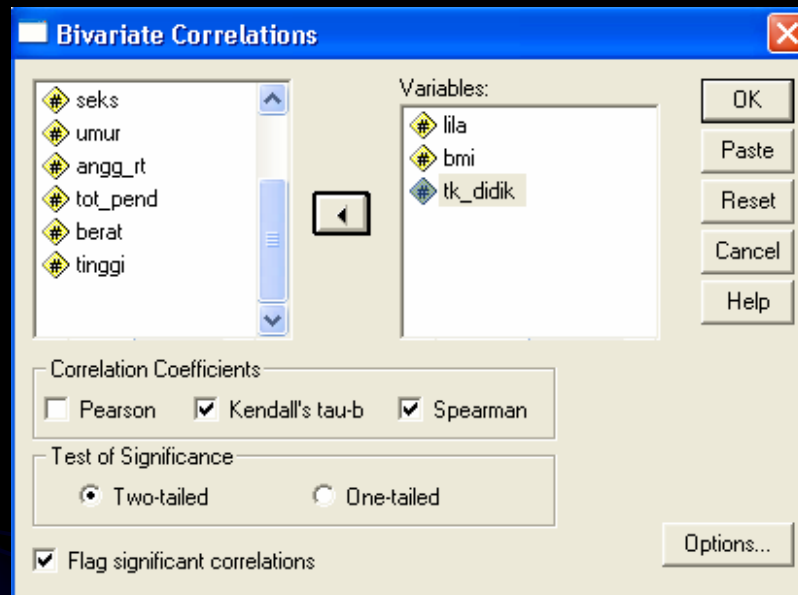 Bivariate Correlations
seks
umur
angg_rt
tot_pend
berat
tinggi
Variables:
lila
bmi
tk_didik
OK
Paste
Reset
Cancel
Help
Correlation Coefficients
Pearson Kendall's tau-b Spearman
Test of Significance
Two-tailed One-tailed
Flag significant correlations
Options...